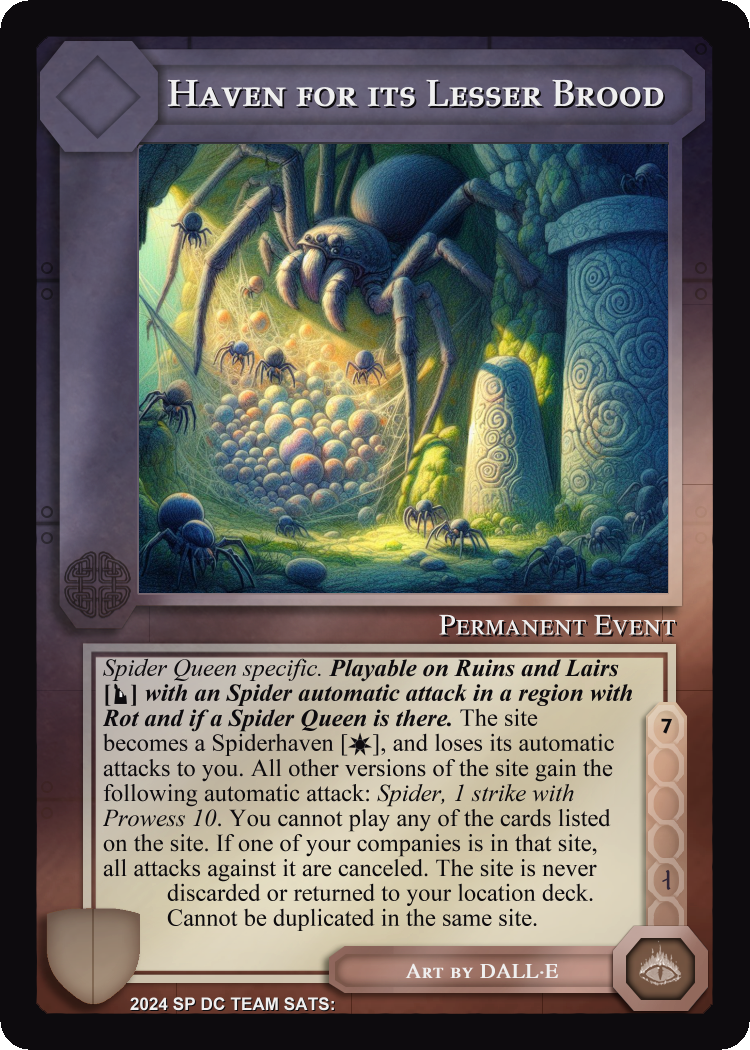 Haven for its Lesser Brood
Permanent Event
Spider Queen specific. Playable on Ruins and Lairs
[] with an Spider automatic attack in a region with
Rot and if a Spider Queen is there. The site
becomes a Spiderhaven [], and loses its automatic
attacks to you. All other versions of the site gain the
following automatic attack: Spider, 1 strike with
Prowess 10. You cannot play any of the cards listed
on the site. If one of your companies is in that site,
all attacks against it are canceled. The site is never
discarded or returned to your location deck.
Cannot be duplicated in the same site.
7
Art by DALL·E
2024 SP DC TEAM SATS: